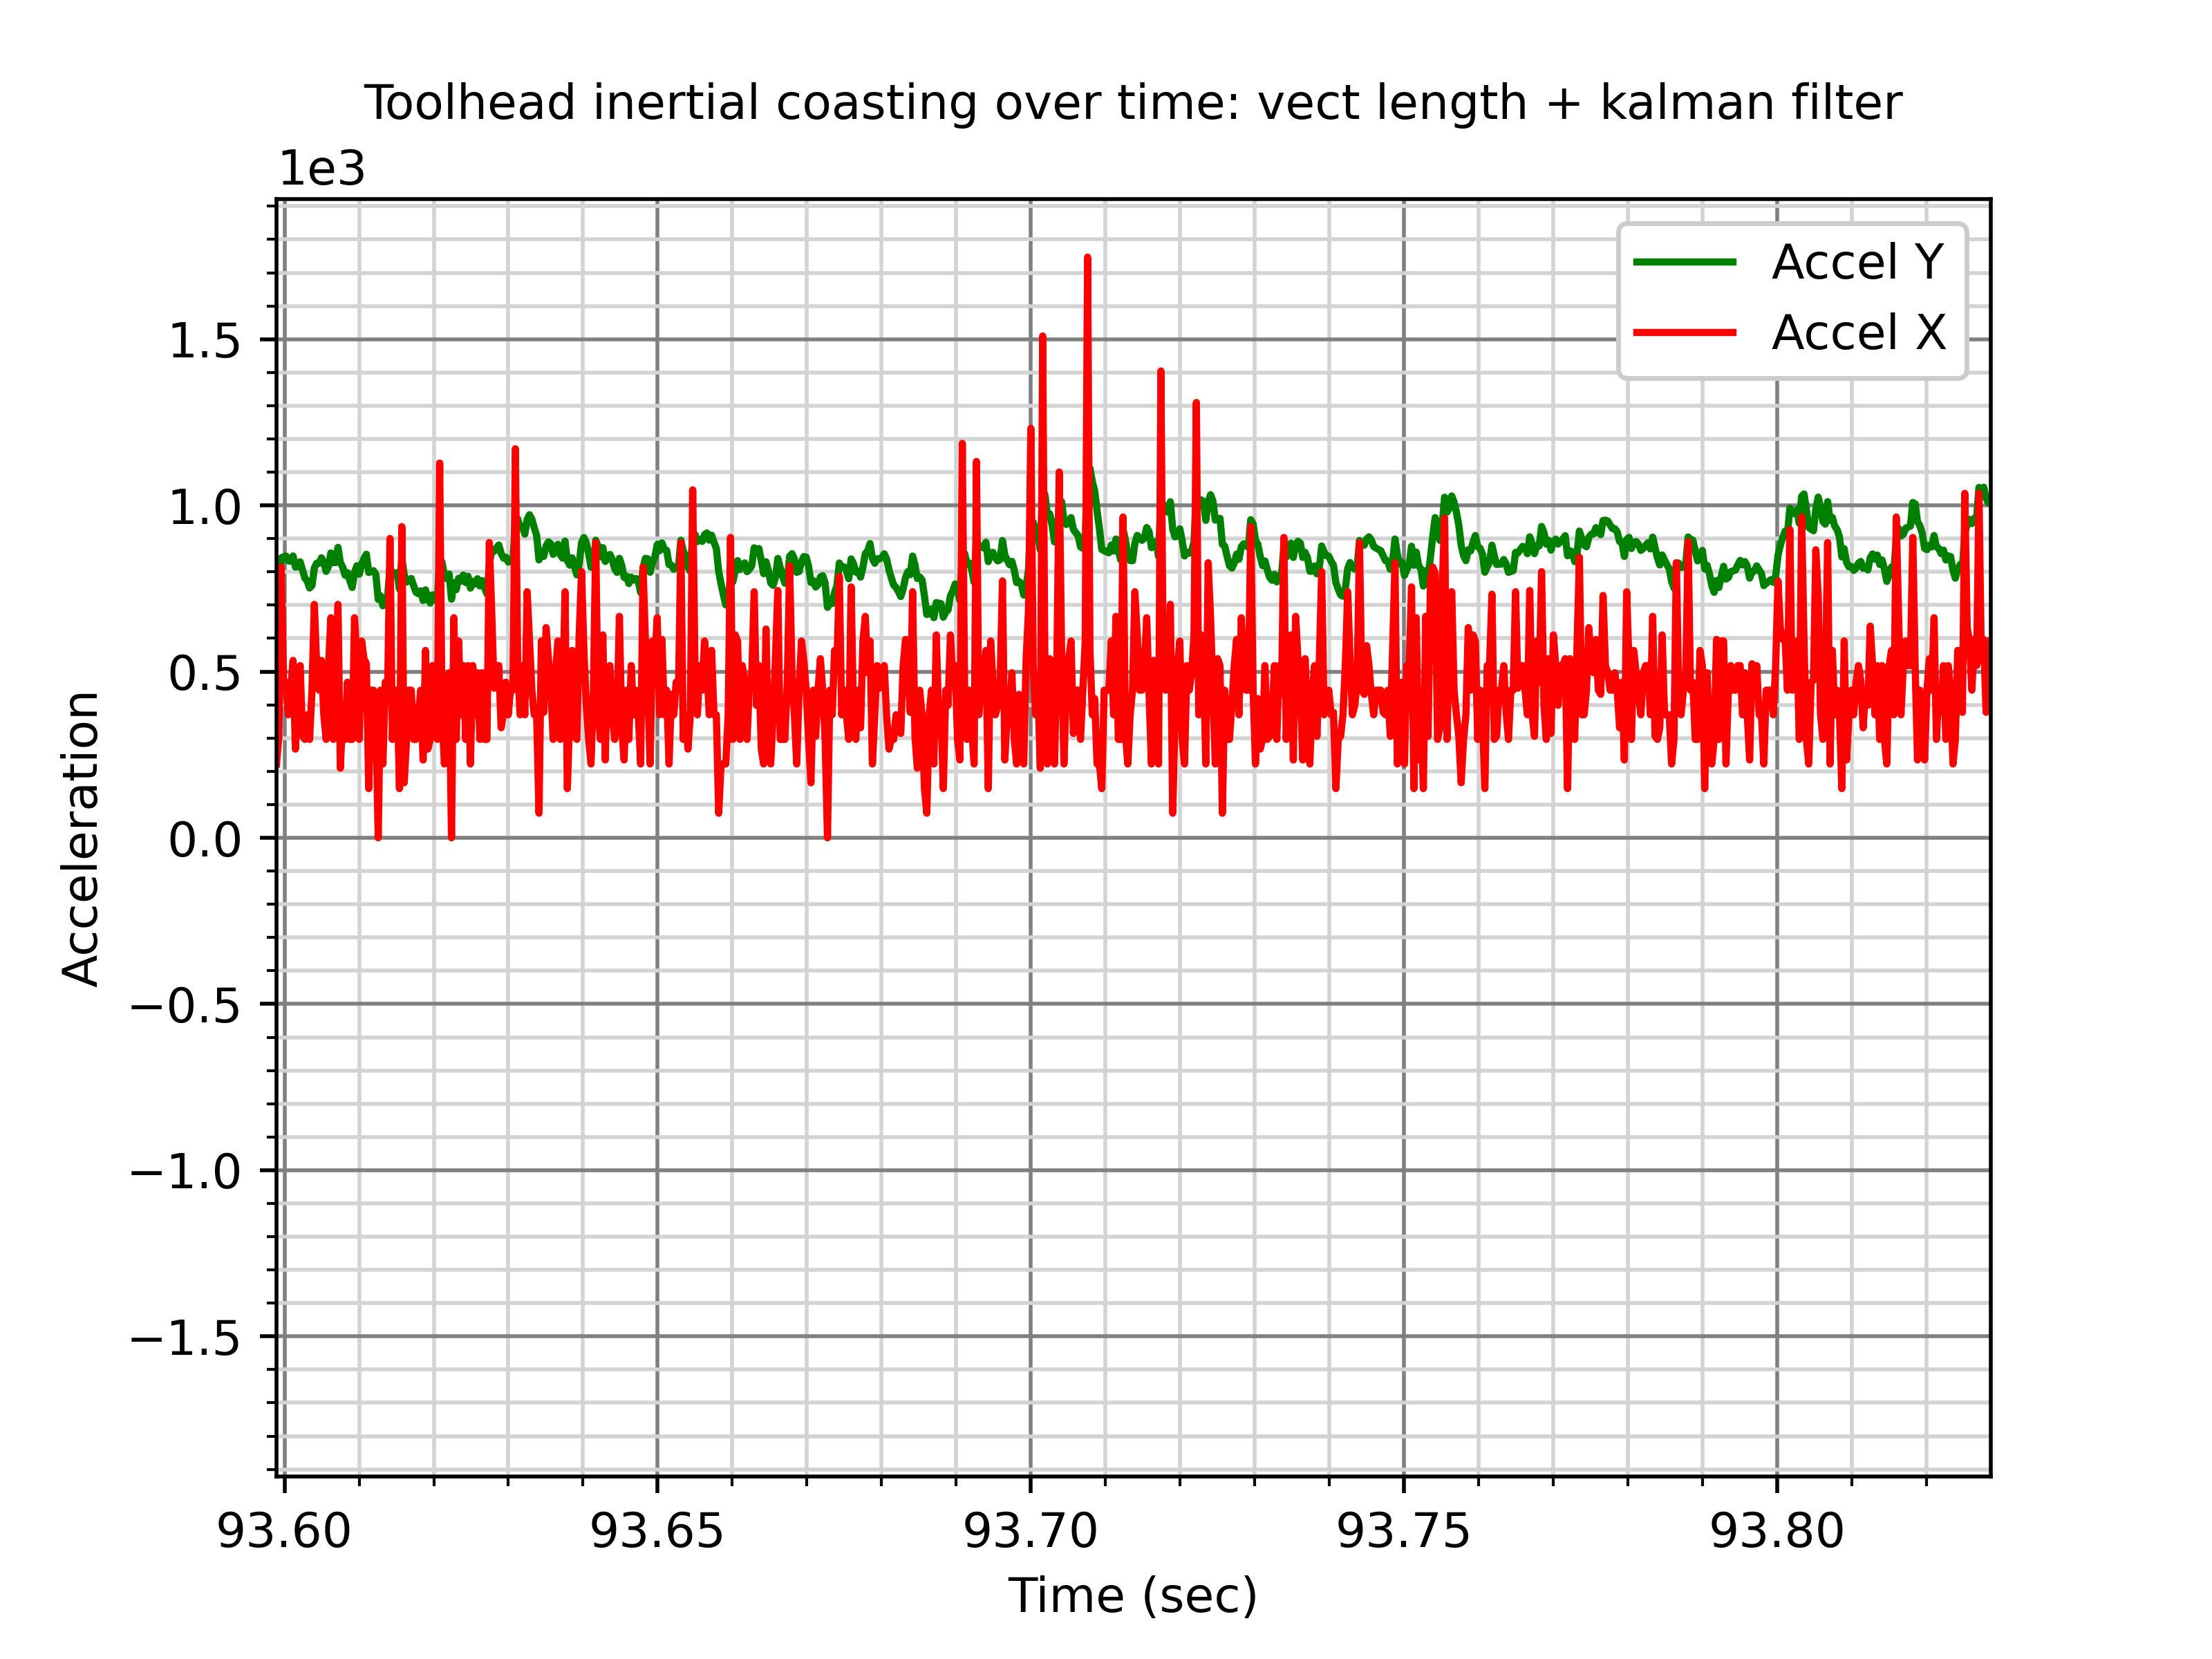 Toolhead inertial coasting over time: vect length + kalman filter
1e3
Accel Y
Accel X
1.5
1.0
0.5
0.0
−0.5
−1.0
−1.5
Acceleration
93.60 93.65 93.70 93.75 93.80
Time (sec)